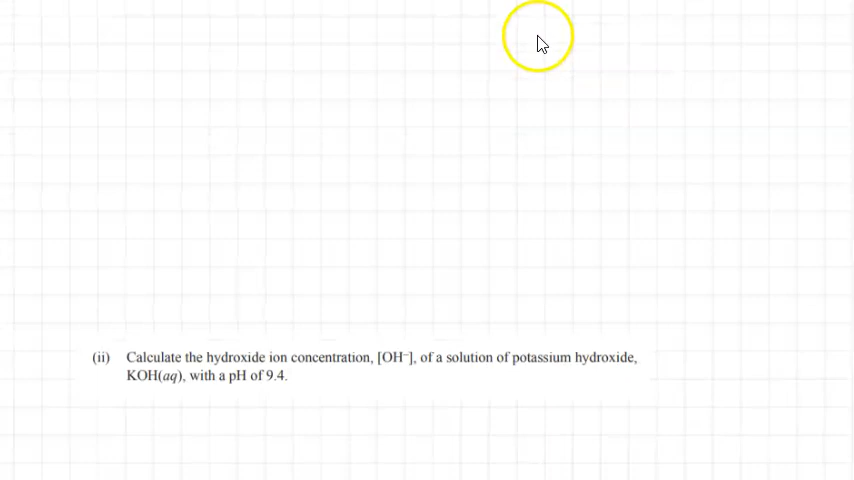 (ii) Calculate the hydroxide ion concentration, [OH⁻], of a solution of potassium hydroxide,
KOH(aq), with a pH of 9.4.